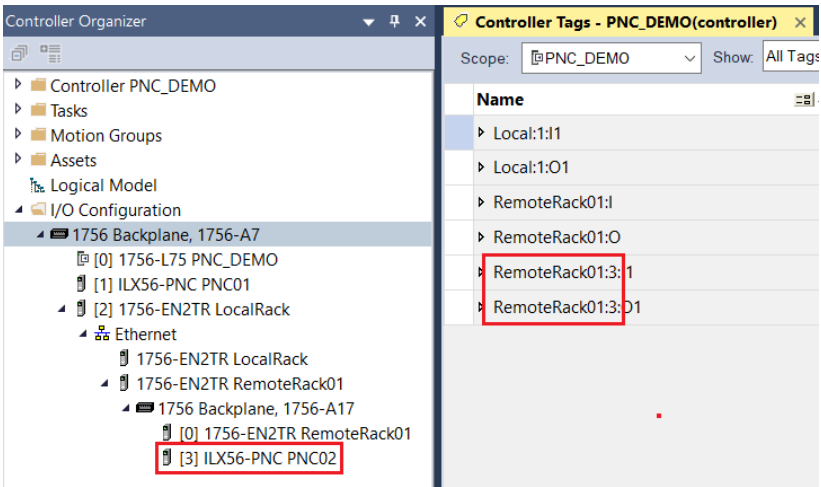 Controller Organizer
Controller PNC_DEMO
Tasks
Motion Groups
Assets
Logical Model
I/O Configuration
1756 Backplane, 1756-A7
[0] 1756-L75 PNC_DEMO
[1] ILX56-PNC PNC01
[2] 1756-EN2TR LocalRack
Ethernet
1756-EN2TR LocalRack
1756-EN2TR RemoteRack01
1756 Backplane, 1756-A17
[0] 1756-EN2TR RemoteRack01
[3] ILX56-PNC PNC02
Controller Tags - PNC_DEMO(controller)
Scope: PNC_DEMO Show: All Tags
Name
Local:1:I1
Local:1:O1
RemoteRack01:I
RemoteRack01:O
RemoteRack01:3:I1
RemoteRack01:3:O1